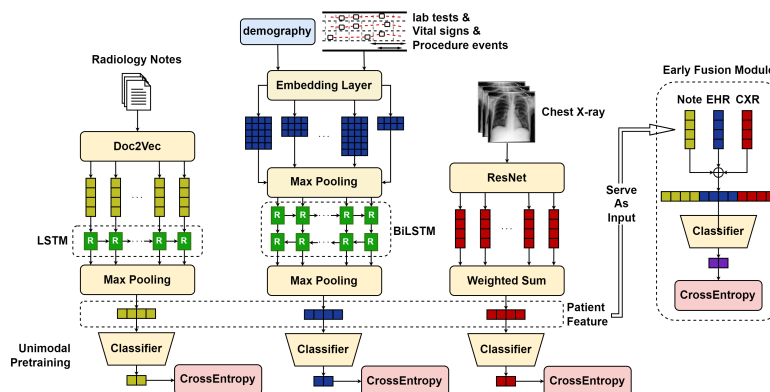 lab tests &
Vital signs &
Procedure events
demography
Radiology Notes
Embedding Layer
Chest X-ray
Early Fusion Module
Note EHR CXR
Doc2Vec
Max Pooling
ResNet
Serve
As
Input
LSTM
R R R R
R R R R
R R R R
BiLSTM
Classifier
Max Pooling
Max Pooling
Weighted Sum
CrossEntropy
Patient
Feature
Unimodal
Pretraining
Classifier
Classifier
Classifier
CrossEntropy
CrossEntropy
CrossEntropy